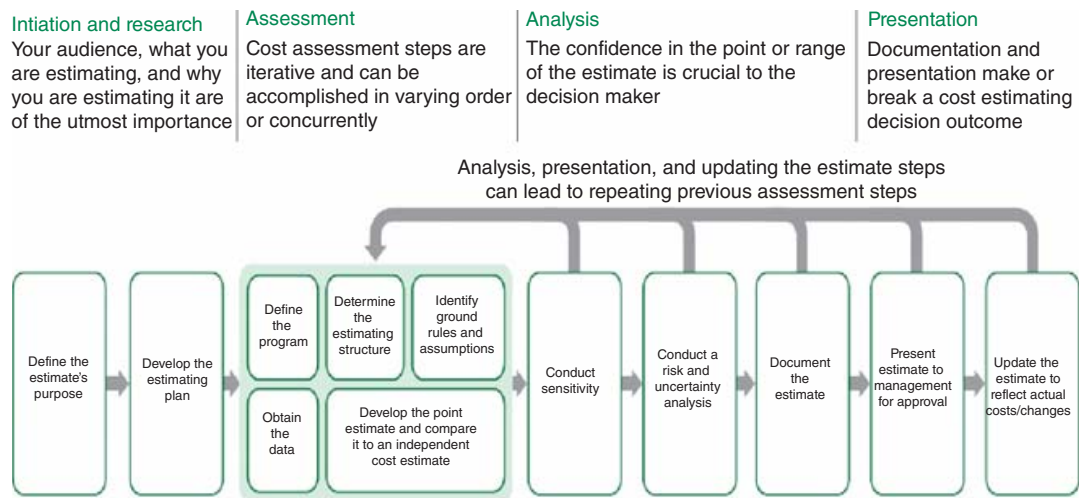 Intiation and research
Your audience, what you
are estimating, and why
you are estimating it are
of the utmost importance
Assessment
Cost assessment steps are
iterative and can be
accomplished in varying order
or concurrently
Analysis
The confidence in the point or range
of the estimate is crucial to the
decision maker
Presentation
Documentation and
presentation make or
break a cost estimating
decision outcome
Analysis, presentation, and updating the estimate steps
can lead to repeating previous assessment steps
Define the
estimate's
purpose
Develop the
estimating
plan
Define
the
program
Determine
the
estimating
structure
Identify
ground
rules and
assumptions
Obtain
the
data
Develop the point
estimate and compare
it to an independent
cost estimate
Conduct
sensitivity
Conduct a
risk and
uncertainty
analysis
Document
the
estimate
Present
estimate to
management
for approval
Update the
estimate to
reflect actual
costs/changes